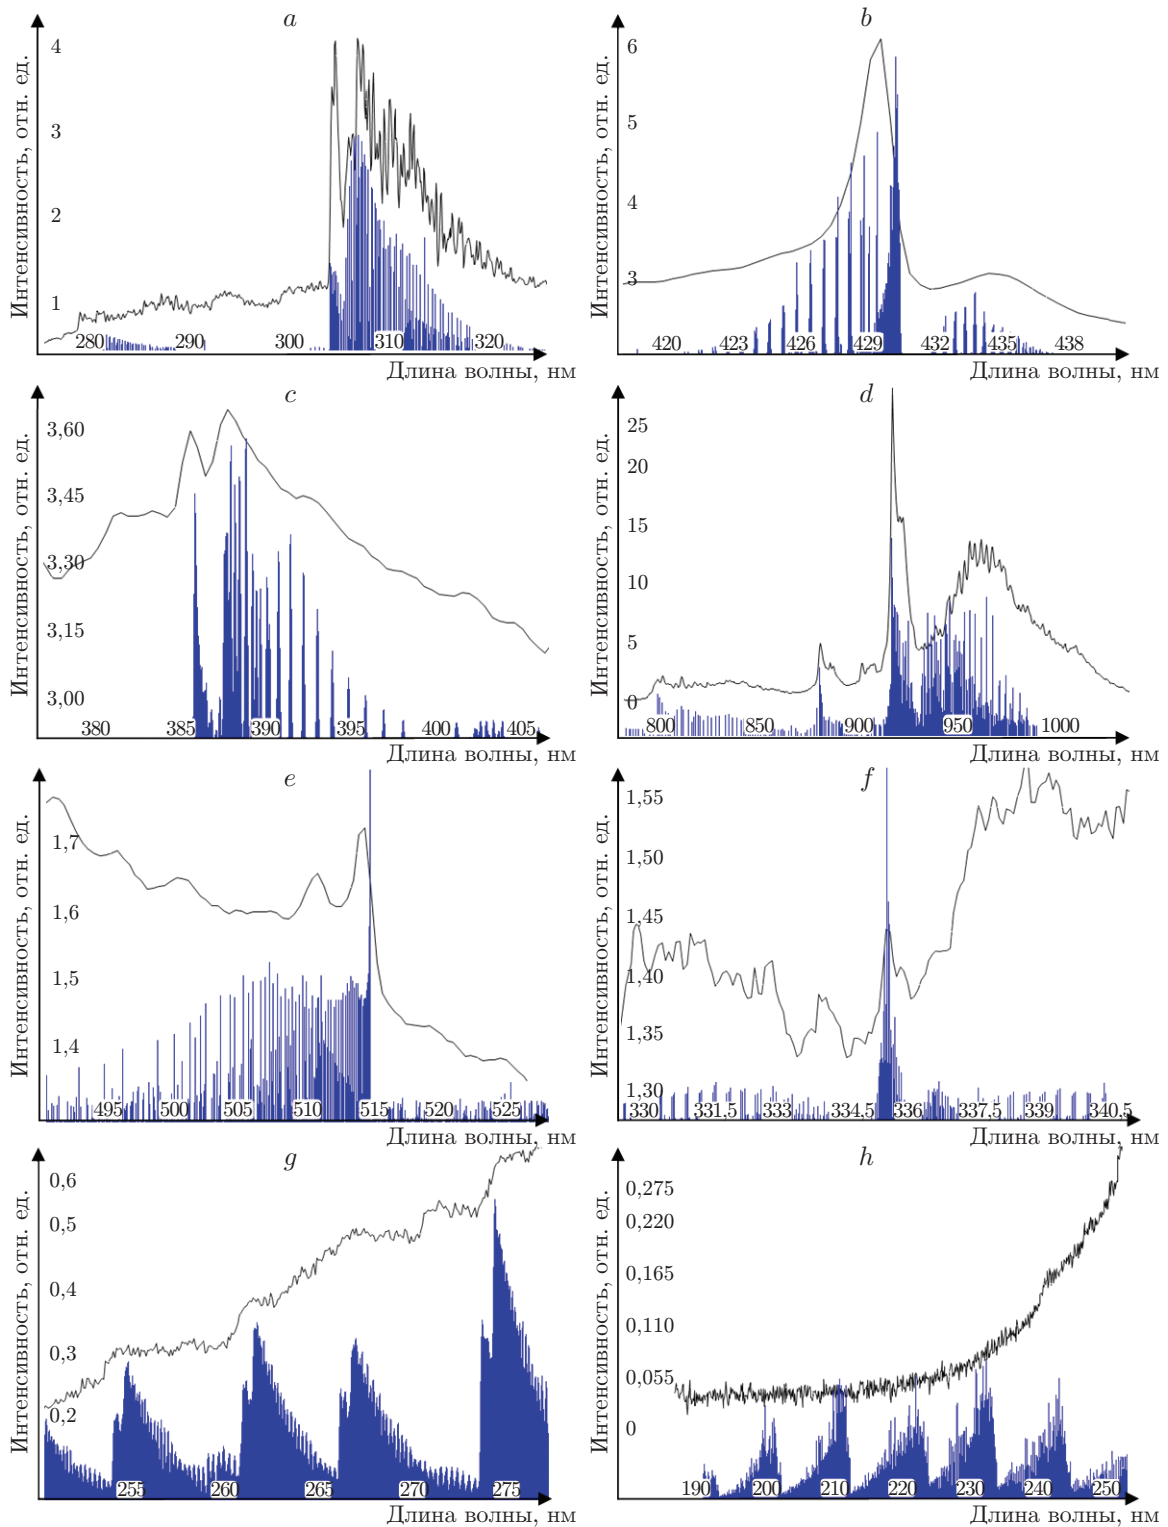 a
Интенсивность, отн. ед.
4
3
2
1
280 290 300 310 320
Длина волны, нм
b
Интенсивность, отн. ед.
6
5
4
3
420 423 426 429 432 435 438
Длина волны, нм
c
Интенсивность, отн. ед.
3,60
3,45
3,30
3,15
3,00
380 385 390 395 400 405
Длина волны, нм
d
Интенсивность, отн. ед.
25
20
15
10
5
0
800 850 900 950 1000
Длина волны, нм
e
Интенсивность, отн. ед.
1,7
1,6
1,5
1,4
495 500 505 510 515 520 525
Длина волны, нм
f
Интенсивность, отн. ед.
1,55
1,50
1,45
1,40
1,35
1,30
330 331,5 333 334,5 336 337,5 339 340,5
Длина волны, нм
g
Интенсивность, отн. ед.
0,6
0,5
0,4
0,3
0,2
255 260 265 270 275
Длина волны, нм
h
Интенсивность, отн. ед.
0,275
0,220
0,165
0,110
0,055
0
190 200 210 220 230 240 250
Длина волны, нм